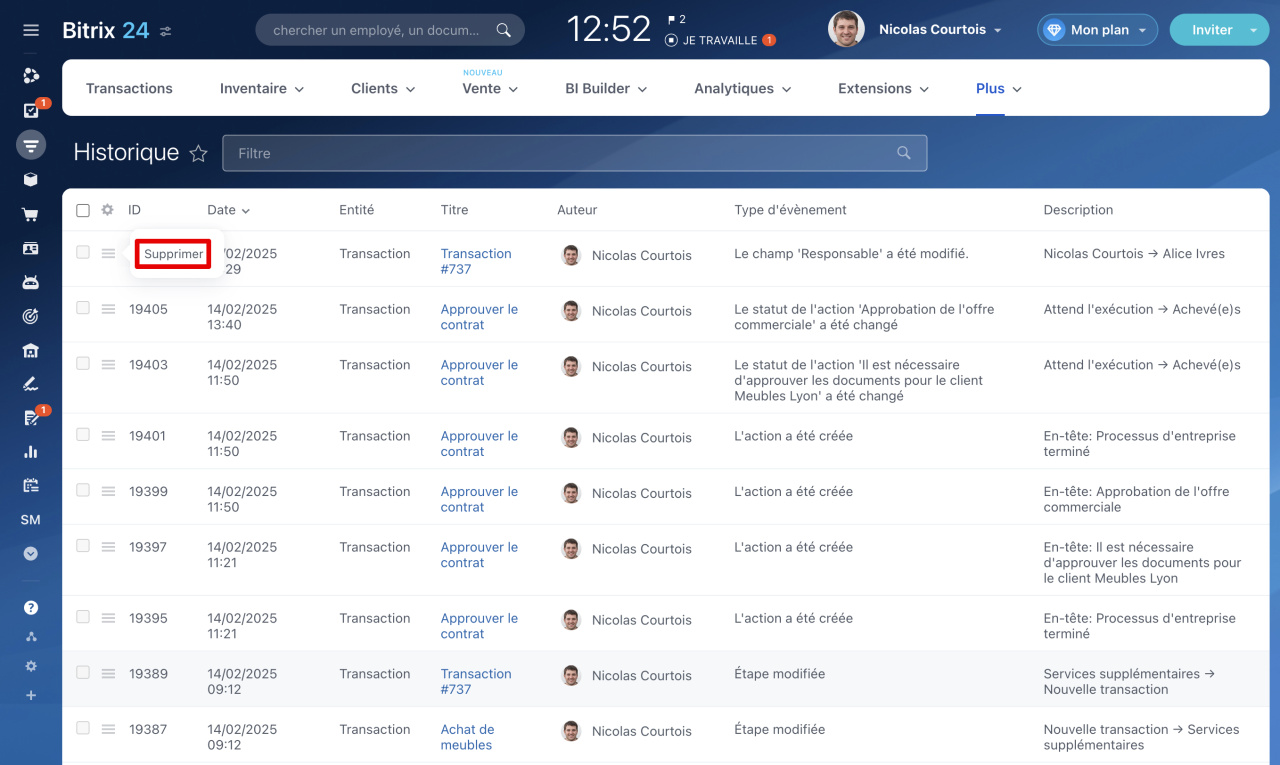 Bitrix 24
chercher un employé, un docum...
12:52
2
JE TRAVAILLE 1
Nicolas Courtois
Mon plan
Inviter
Transactions
Inventaire
Clients
NOUVEAU
Vente
BI Builder
Analytiques
Extensions
Plus
1
1
SM
?
Historique
Filtre
ID Date Entité Titre Auteur Type d'évènement Description
Supprimer
/02/2025
29
Transaction
Transaction
#737
Nicolas Courtois
Le champ 'Responsable' a été modifié.
Nicolas Courtois → Alice Ivres
19405
14/02/2025
13:40
Transaction
Approuver le
contrat
Nicolas Courtois
Le statut de l'action 'Approbation de l'offre
commerciale' a été changé
Attend l'exécution → Achevé(e)s
19403
14/02/2025
11:50
Transaction
Approuver le
contrat
Nicolas Courtois
Le statut de l'action 'Il est nécessaire
d'approuver les documents pour le client
Meubles Lyon' a été changé
Attend l'exécution → Achevé(e)s
19401
14/02/2025
11:50
Transaction
Approuver le
contrat
Nicolas Courtois
L'action a été créée
En-tête: Processus d'entreprise
terminé
19399
14/02/2025
11:50
Transaction
Approuver le
contrat
Nicolas Courtois
L'action a été créée
En-tête: Approbation de l'offre
commerciale
19397
14/02/2025
11:21
Transaction
Approuver le
contrat
Nicolas Courtois
L'action a été créée
En-tête: Il est nécessaire
d'approuver les documents pour
le client Meubles Lyon
19395
14/02/2025
11:21
Transaction
Approuver le
contrat
Nicolas Courtois
L'action a été créée
En-tête: Processus d'entreprise
terminé
19389
14/02/2025
09:12
Transaction
Transaction
#737
Nicolas Courtois
Étape modifiée
Services supplémentaires →
Nouvelle transaction
19387
14/02/2025
09:12
Transaction
Achat de
meubles
Nicolas Courtois
Étape modifiée
Nouvelle transaction → Services
supplémentaires